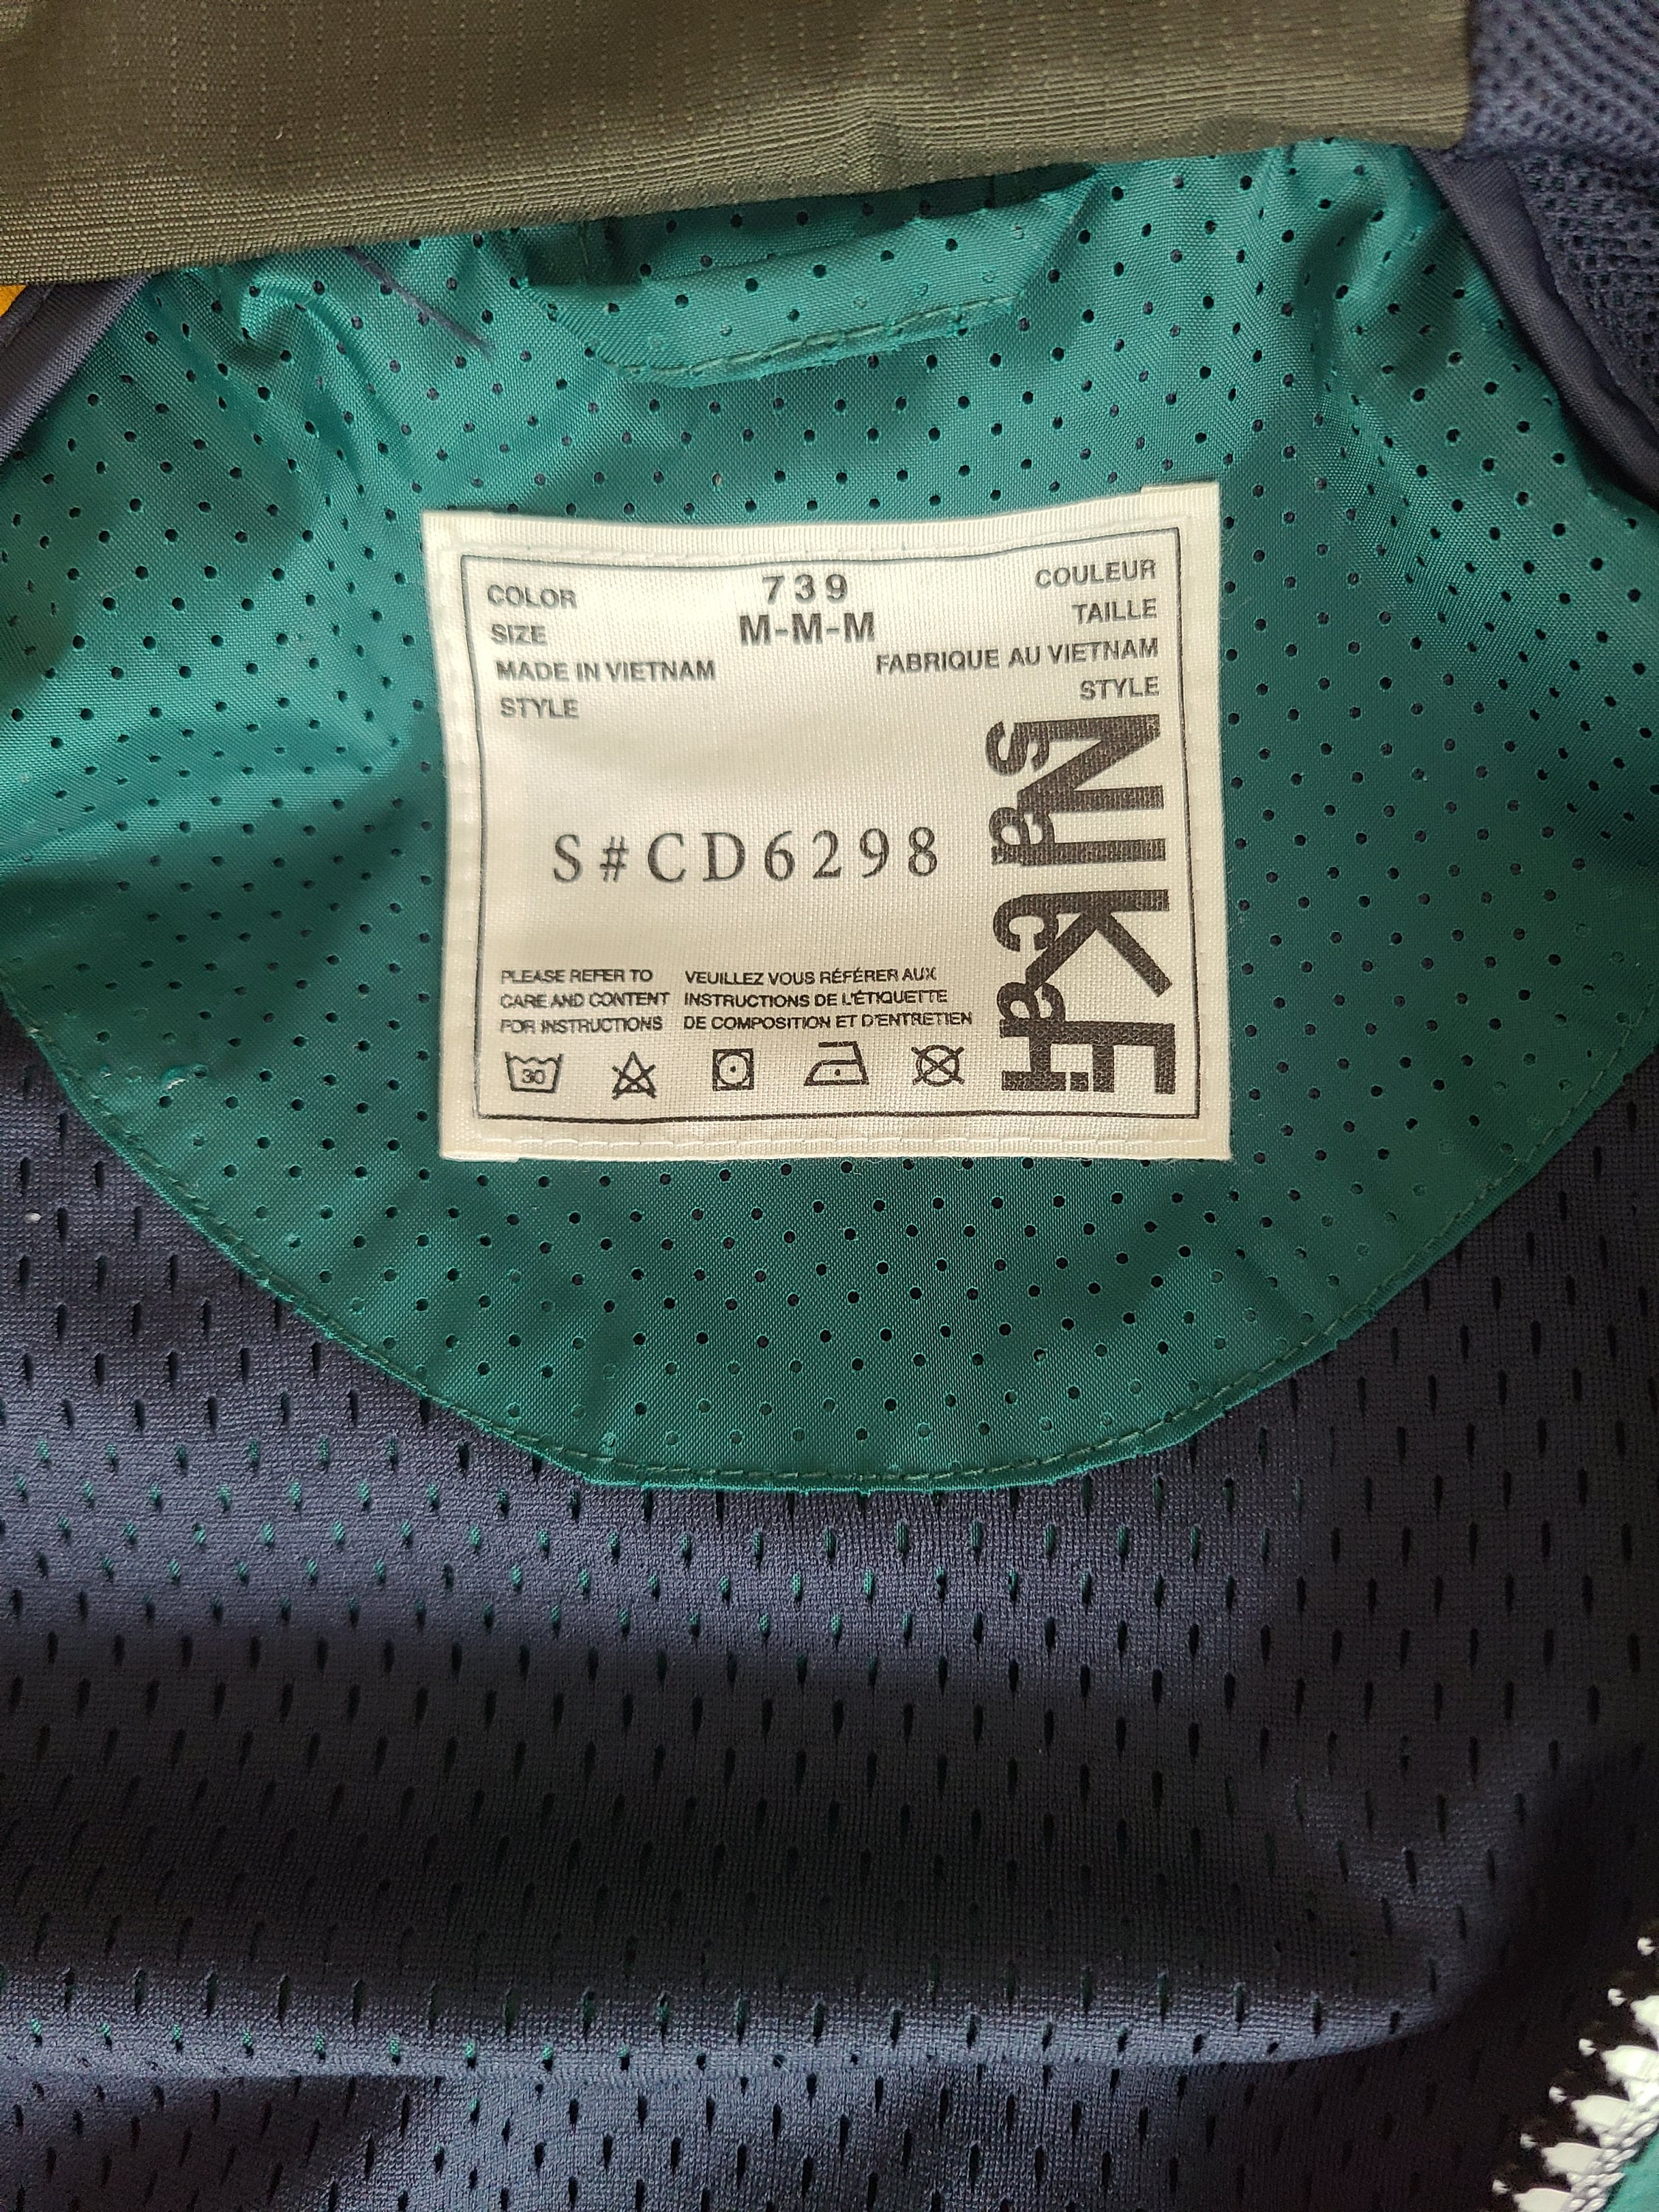 COLOR 739 COULEUR
SIZE M-M-M TAILLE
MADE IN VIETNAM FABRIQUE AU VIETNAM
STYLE STYLE
S#CD6298
NIKE
Sacai
PLEASE REFER TO
CARE AND CONTENT
FOR INSTRUCTIONS
VEUILLEZ VOUS RÉFÉRER AUX
INSTRUCTIONS DE L'ÉTIQUETTE
DE COMPOSITION ET D'ENTRETIEN
30